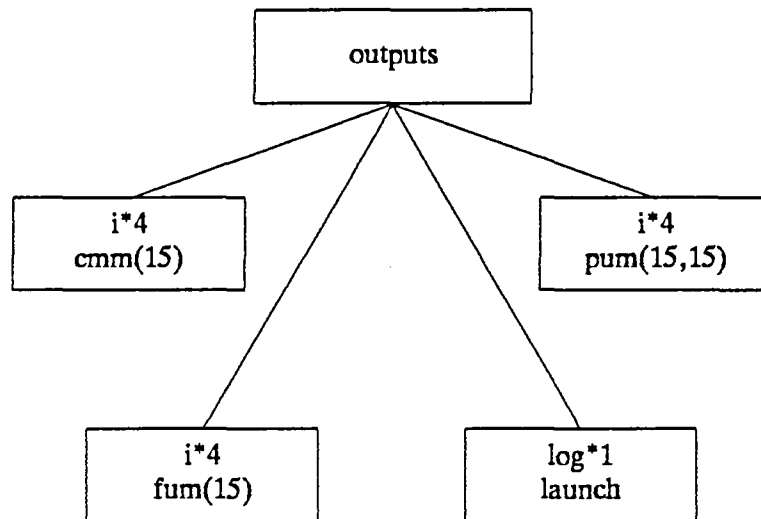 outputs
i*4
cmm(15)
i*4
pum(15,15)
i*4
fum(15)
log*1
launch